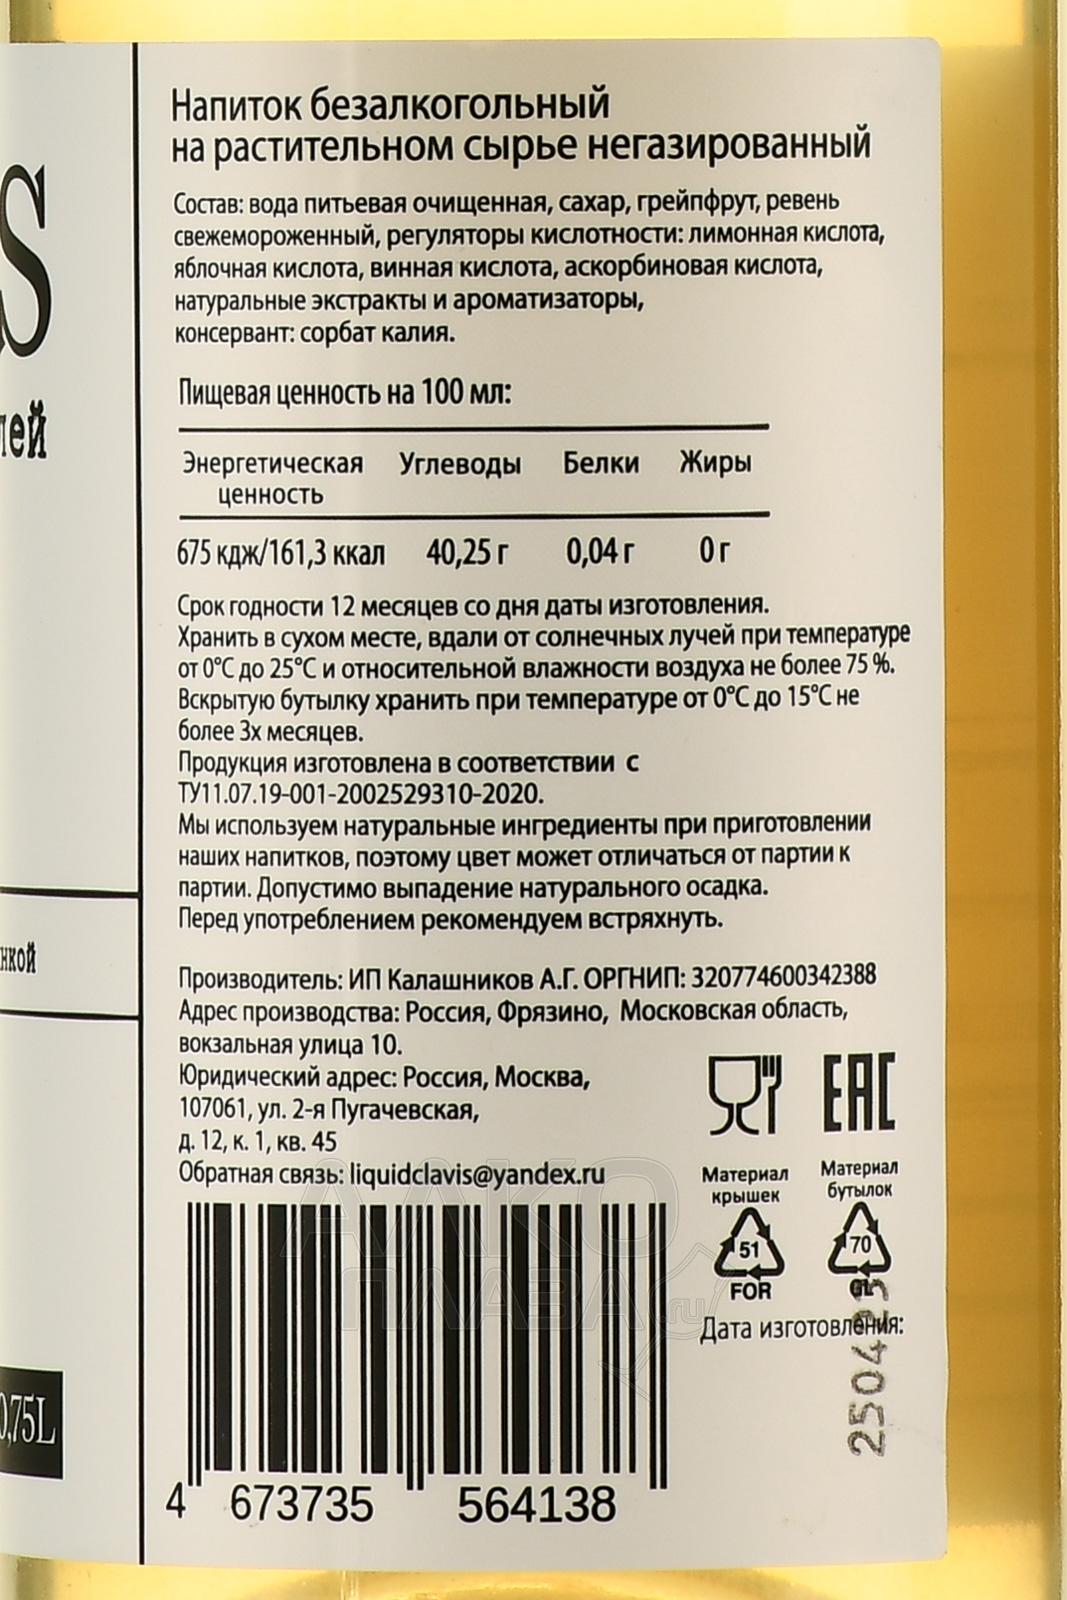 S
лей
нкой
0,75L
Напиток безалкогольный
на растительном сырье негазированный
Состав: вода питьевая очищенная, сахар, грейпфрут, ревень
свежемороженный, регуляторы кислотности: лимонная кислота,
яблочная кислота, винная кислота, аскорбиновая кислота,
натуральные экстракты и ароматизаторы,
консервант: сорбат калия.
Пищевая ценность на 100 мл:
Энергетическая Углеводы Белки Жиры
ценность
675 кдж/161,3 ккал 40,25 г 0,04 г 0 г
Срок годности 12 месяцев со дня даты изготовления.
Хранить в сухом месте, вдали от солнечных лучей при температуре
от 0°С до 25°С и относительной влажности воздуха не более 75 %.
Вскрытую бутылку хранить при температуре от 0°С до 15°С не
более 3х месяцев.
Продукция изготовлена в соответствии с
ТУ11.07.19-001-2002529310-2020.
Мы используем натуральные ингредиенты при приготовлении
наших напитков, поэтому цвет может отличаться от партии к
партии. Допустимо выпадение натурального осадка.
Перед употреблением рекомендуем встряхнуть.
Производитель: ИП Калашников А.Г. ОРГНИП: 320774600342388
Адрес производства: Россия, Фрязино, Московская область,
вокзальная улица 10.
Юридический адрес: Россия, Москва,
107061, ул. 2-я Пугачевская,
д. 12, к. 1, кв. 45
Обратная связь: liquidclavis@yandex.ru
EAC
Материал
крышек
51
FOR
Материал
бутылок
70
GL
Дата изготовления:
250423
4 673735 564138
АЛКО
ПЛАЗА.ru